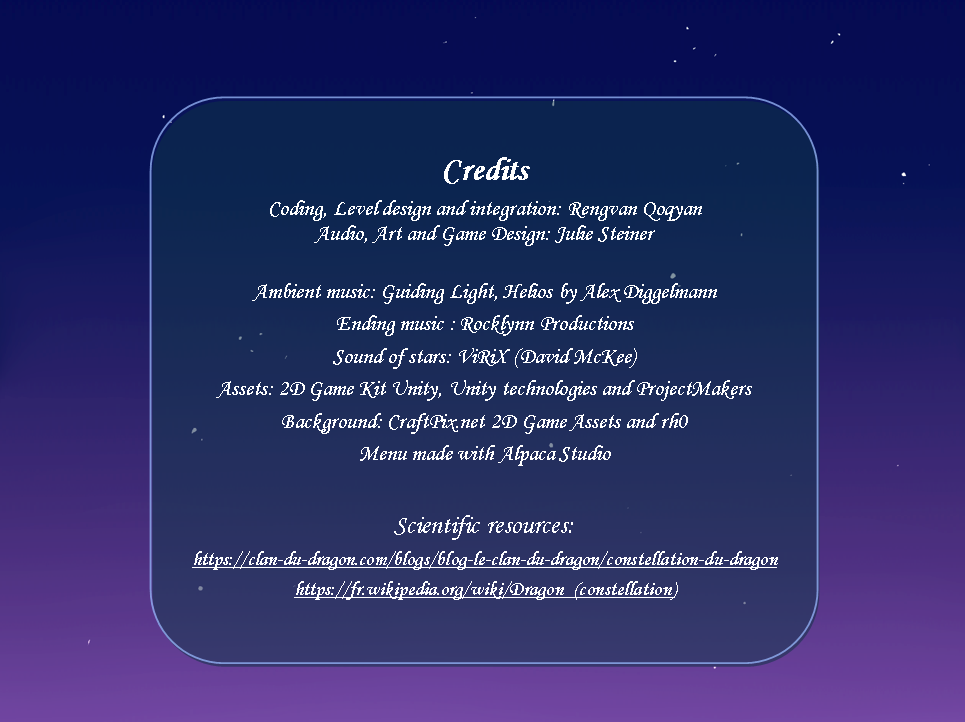 Credits
Coding, Level design and integration: Rengvan Qoqyan
Audio, Art and Game Design: Julie Steiner
Ambient music: Guiding Light, Helios by Alex Diggelmann
Ending music : Rocklynn Productions
Sound of stars: ViRiX (David McKee)
Assets: 2D Game Kit Unity, Unity technologies and ProjectMakers
Background: CraftPix.net 2D Game Assets and rh0
Menu made with Alpaca Studio
Scientific resources:
https://clan-du-dragon.com/blogs/blog-le-clan-du-dragon/constellation-du-dragon
https://fr.wikipedia.org/wiki/Dragon_(constellation)